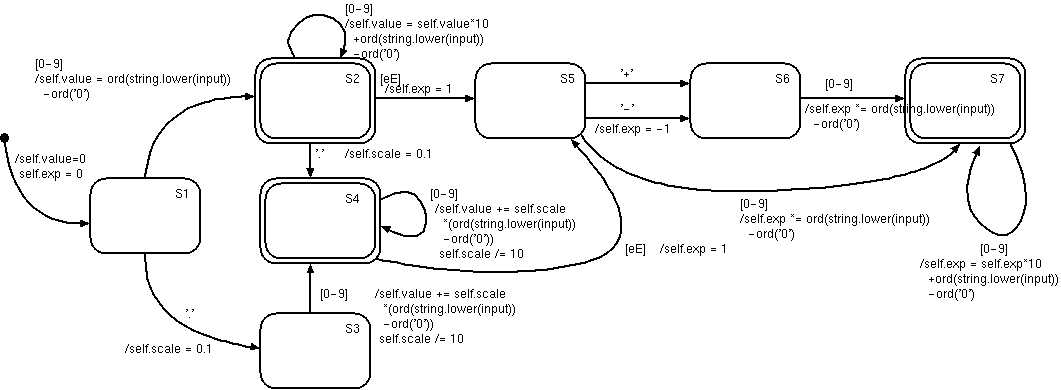 [0-9]
/self.value = self.value*10
+ord(string.lower(input))
-ord('0')
[0-9]
/self.value = ord(string.lower(input))
-ord('0')
S2
[eE]
/self.exp = 1
S5
'+'
'-'
/self.exp = -1
S6
[0-9]
/self.exp *= ord(string.lower(input))
-ord('0')
S7
/self.value=0
self.exp = 0
S1
'.'
/self.scale = 0.1
S4
[0-9]
/self.value += self.scale
*(ord(string.lower(input))
-ord('0'))
self.scale /= 10
[eE]
/self.exp = 1
[0-9]
/self.exp *= ord(string.lower(input))
-ord('0')
[0-9]
/self.exp = self.exp*10
+ord(string.lower(input))
-ord('0')
'.'
/self.scale = 0.1
[0-9]
/self.value += self.scale
*(ord(string.lower(input))
-ord('0'))
self.scale /= 10
S3